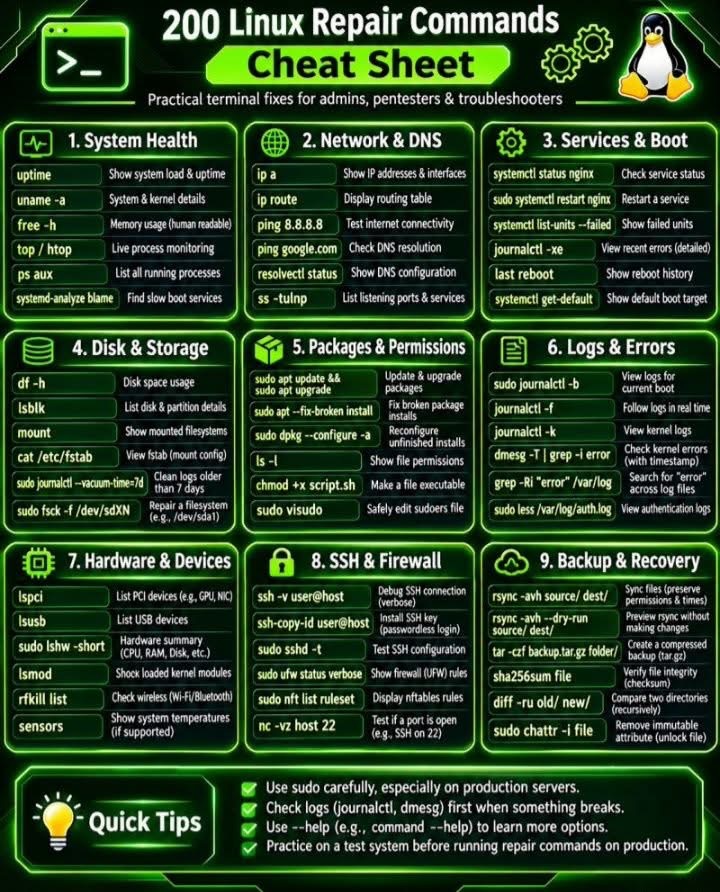 >_
200 Linux Repair Commands
Cheat Sheet
Practical terminal fixes for admins, pentesters & troubleshooters
1. System Health
uptime Show system load & uptime
uname -a System & kernel details
free -h Memory usage (human readable)
top / htop Live process monitoring
ps aux List all running processes
systemd-analyze blame Find slow boot services
2. Network & DNS
ip a Show IP addresses & interfaces
ip route Display routing table
ping 8.8.8.8 Test internet connectivity
ping google.com Check DNS resolution
resolvectl status Show DNS configuration
ss -tulnp List listening ports & services
3. Services & Boot
systemctl status nginx Check service status
sudo systemctl restart nginx Restart a service
systemctl list-units --failed Show failed units
journalctl -xe View recent errors (detailed)
last reboot Show reboot history
systemctl get-default Show default boot target
4. Disk & Storage
df -h Disk space usage
lsblk List disk & partition details
mount Show mounted filesystems
cat /etc/fstab View fstab (mount config)
sudo journalctl --vacuum-time=7d Clean logs older
than 7 days
sudo fsck -f /dev/sdXN Repair a filesystem
(e.g., /dev/sda1)
5. Packages & Permissions
sudo apt update && Update & upgrade
sudo apt upgrade packages
sudo apt --fix-broken install Fix broken package
installs
sudo dpkg --configure -a Reconfigure
unfinished installs
ls -l Show file permissions
chmod +x script.sh Make a file executable
sudo visudo Safely edit sudoers file
6. Logs & Errors
sudo journalctl -b View logs for
current boot
journalctl -f Follow logs in real time
journalctl -k View kernel logs
dmesg -T | grep -i error Check kernel errors
(with timestamp)
grep -Ri "error" /var/log Search for "error"
across log files
sudo less /var/log/auth.log View authentication logs
7. Hardware & Devices
lspci List PCI devices (e.g., GPU, NIC)
lsusb List USB devices
sudo lshw -short Hardware summary
(CPU, RAM, Disk, etc.)
lsmod Shock loaded kernel modules
rfkill list Check wireless (Wi-Fi/Bluetooth)
sensors Show system temperatures
(if supported)
8. SSH & Firewall
ssh -v user@host Debug SSH connection
(verbose)
ssh-copy-id user@host Install SSH key
(passwordless login)
sudo sshd -t Test SSH configuration
sudo ufw status verbose Show firewall (UFW) rules
sudo nft list ruleset Display nftables rules
nc -vz host 22 Test if a port is open
(e.g., SSH on 22)
9. Backup & Recovery
rsync -avh source/ dest/ Sync files (preserve
permissions & times)
rsync -avh --dry-run Preview rsync without
source/ dest/ making changes
tar -czf backup.tar.gz folder/ Create a compressed
backup (tar.gz)
sha256sum file Verify file integrity
(checksum)
diff -ru old/ new/ Compare two directories
(recursively)
sudo chattr -i file Remove immutable
attribute (unlock file)
Quick Tips
Use sudo carefully, especially on production servers.
Check logs (journalctl, dmesg) first when something breaks.
Use --help (e., command --help) to learn more options.
Practice on a test system before running repair commands on production.